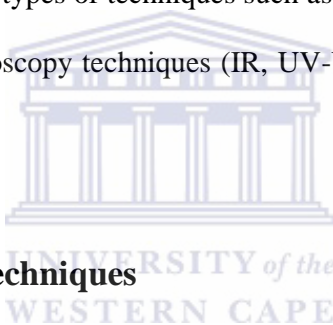 types of techniques such as
scopy techniques (IR, UV-
UNIVERSITY of the
echniques
WESTERN CAPE